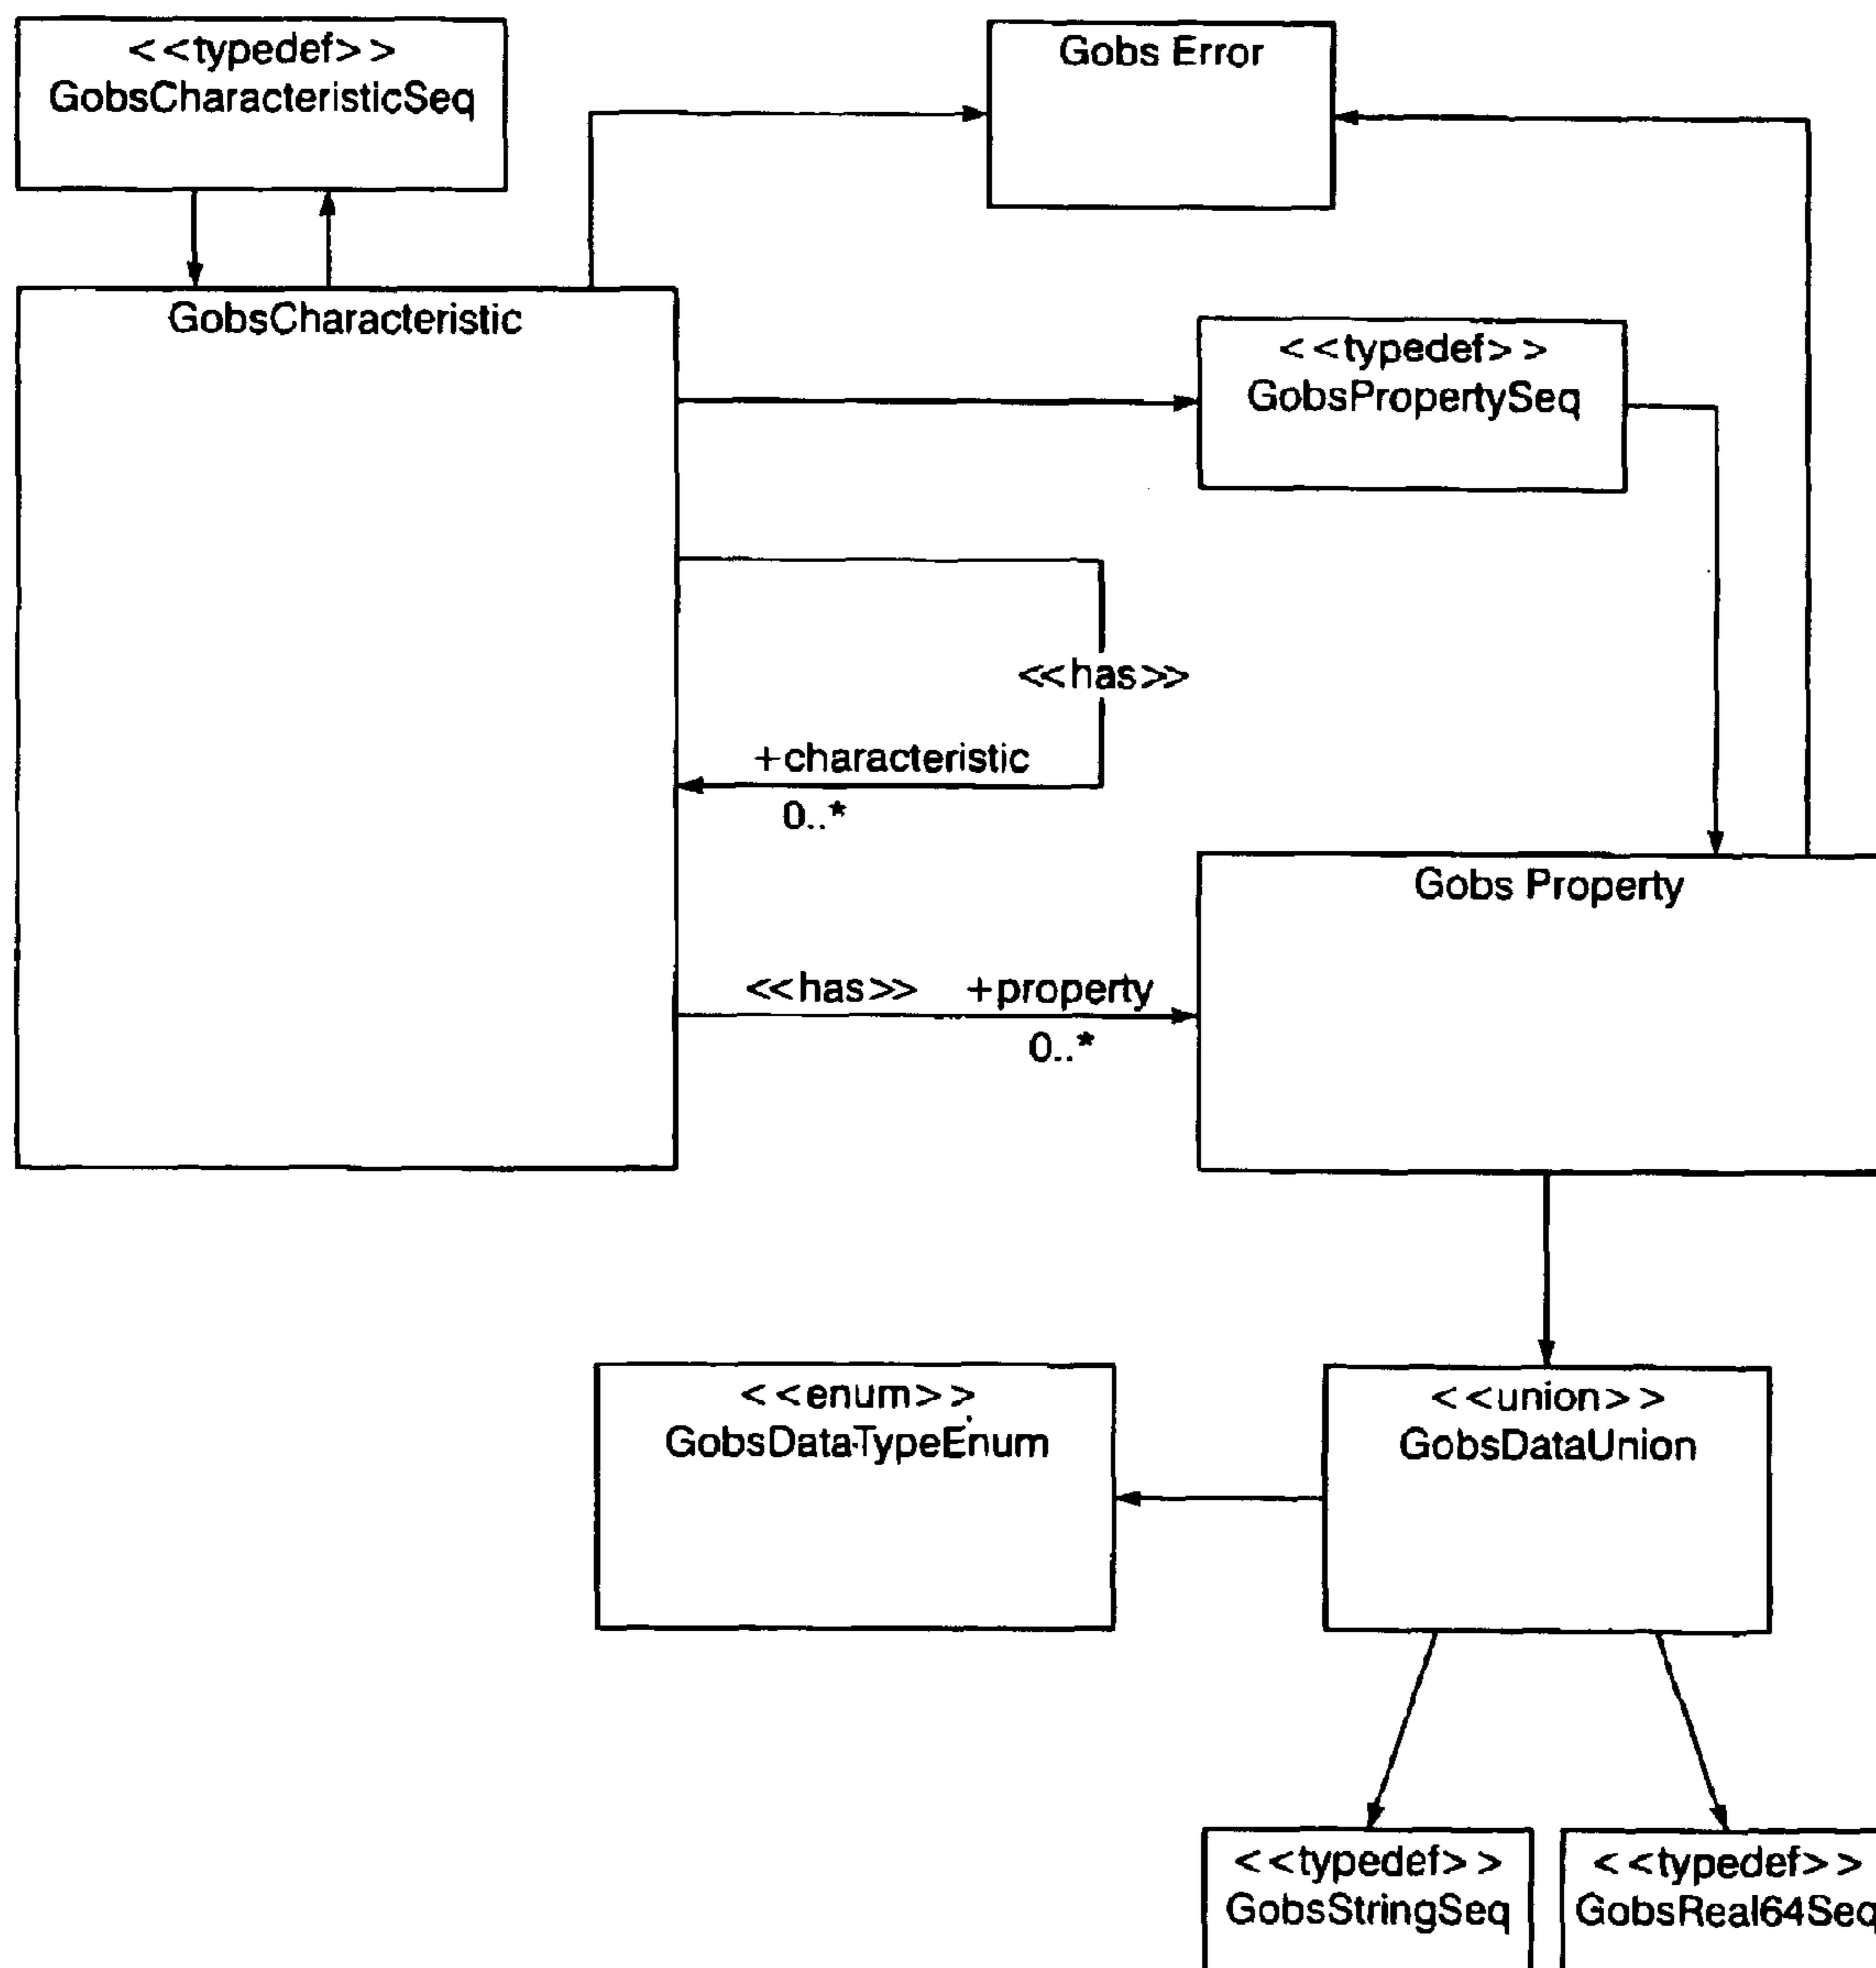 <<typedef>>
GobsCharacteristicSeq
Gobs Error
GobsCharacteristic
<<typedef>>
GobsPropertySeq
<<has>>
+characteristic
0..*
Gobs Property
<<has>> +property
0..*
<<enum>>
GobsDataTypeEnum
<<union>>
GobsDataUnion
<<typedef>>
GobsStringSeq
<<typedef>>
GobsReal64Seq